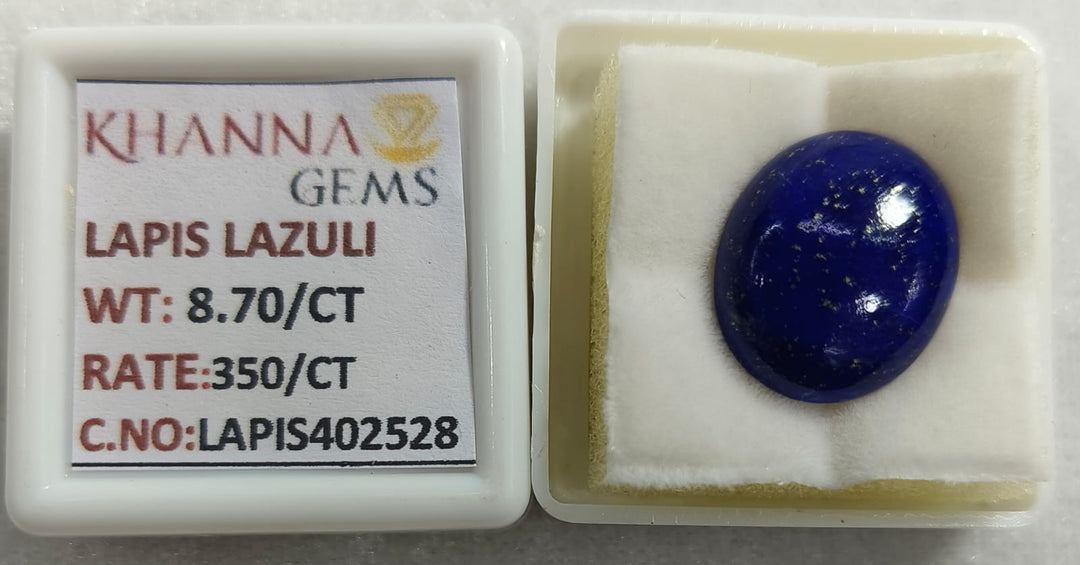 KHANNA
GEMS
LAPIS LAZULI
WT: 8.70/CT
RATE:350/CT
C.NO:LAPIS402528